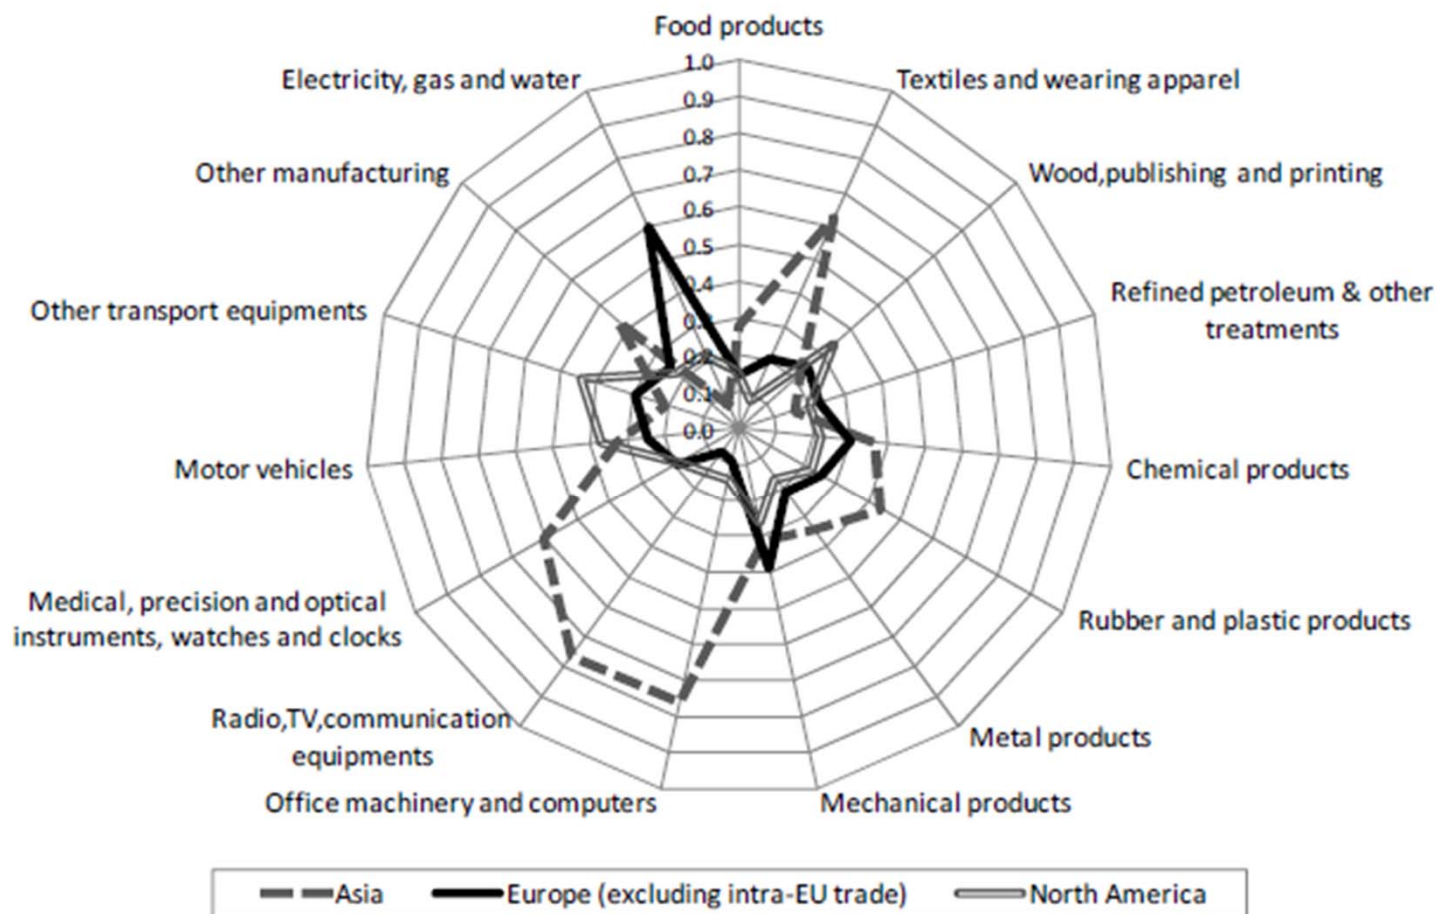 Food products
Electricity, gas and water
Textiles and wearing apparel
Other manufacturing
Wood,publishing and printing
Other transport equipments
Refined petroleum & other
treatments
Motor vehicles
Chemical products
Medical, precision and optical
instruments, watches and clocks
Rubber and plastic products
Radio,TV,communication
equipments
Metal products
Office machinery and computers
Mechanical products
1.0
0.9
0.8
0.7
0.6
0.5
0.4
0.3
0.2
0.1
0.0
Asia
Europe (excluding intra-EU trade)
North America